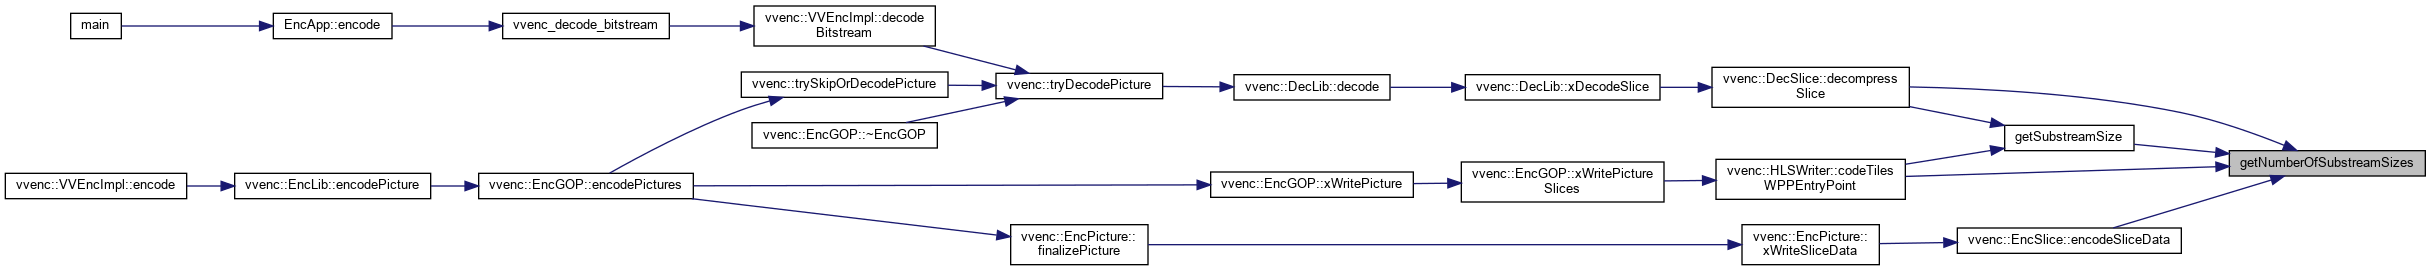 main
EncApp::encode
vvenc_decode_bitstream
vvenc::VVEncImpl::decode
Bitstream
vvenc::trySkipOrDecodePicture
vvenc::tryDecodePicture
vvenc::DecLib::decode
vvenc::DecLib::xDecodeSlice
vvenc::DecSlice::decompress
Slice
vvenc::EncGOP::~EncGOP
getSubstreamSize
getNumberOfSubstreamSizes
vvenc::VVEncImpl::encode
vvenc::EncLib::encodePicture
vvenc::EncGOP::encodePictures
vvenc::EncGOP::xWritePicture
vvenc::EncGOP::xWritePicture
Slices
vvenc::HLSWriter::codeTiles
WPPEntryPoint
vvenc::EncPicture::
finalizePicture
vvenc::EncPicture::
xWriteSliceData
vvenc::EncSlice::encodeSliceData